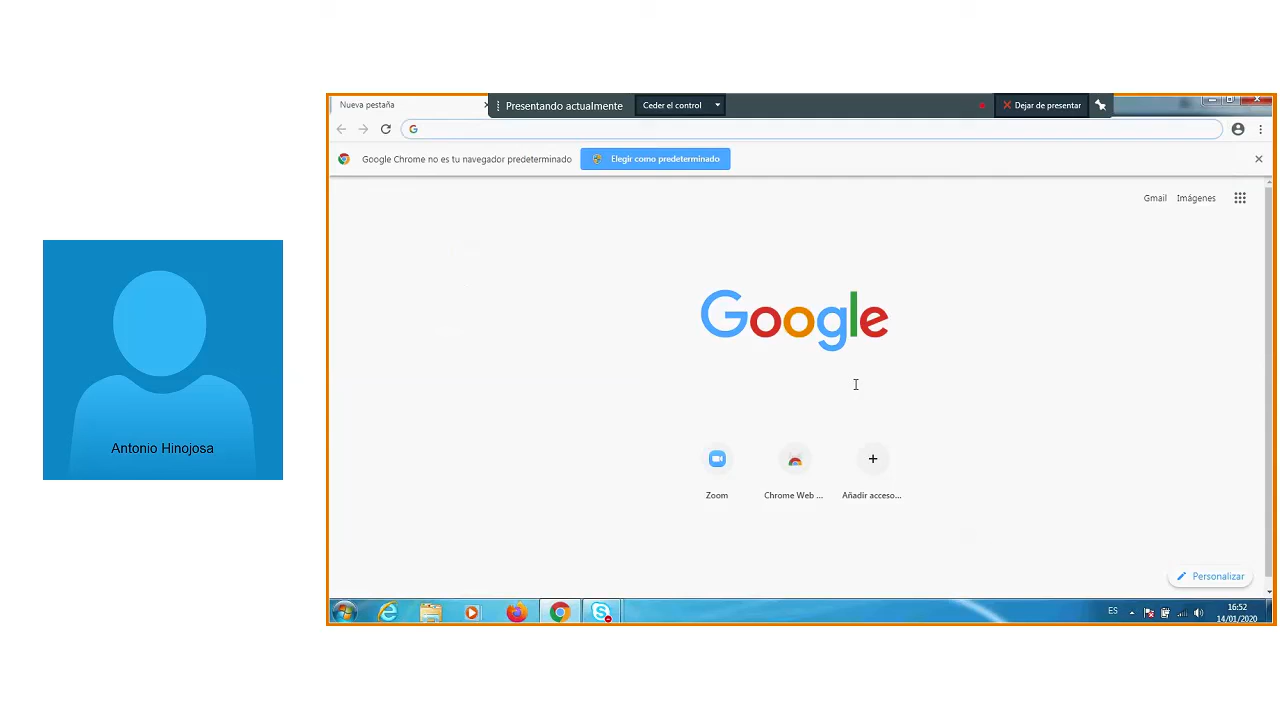 Nueva pestaña
Presentando actualmente
Ceder el control
Dejar de presentar
Google Chrome no es tu navegador predeterminado
Elegir como predeterminado
Gmail
Imágenes
Google
Antonio Hinojosa
Zoom
Chrome Web ...
Añadir acceso...
Personalizar
ES
16:52
14/01/2020